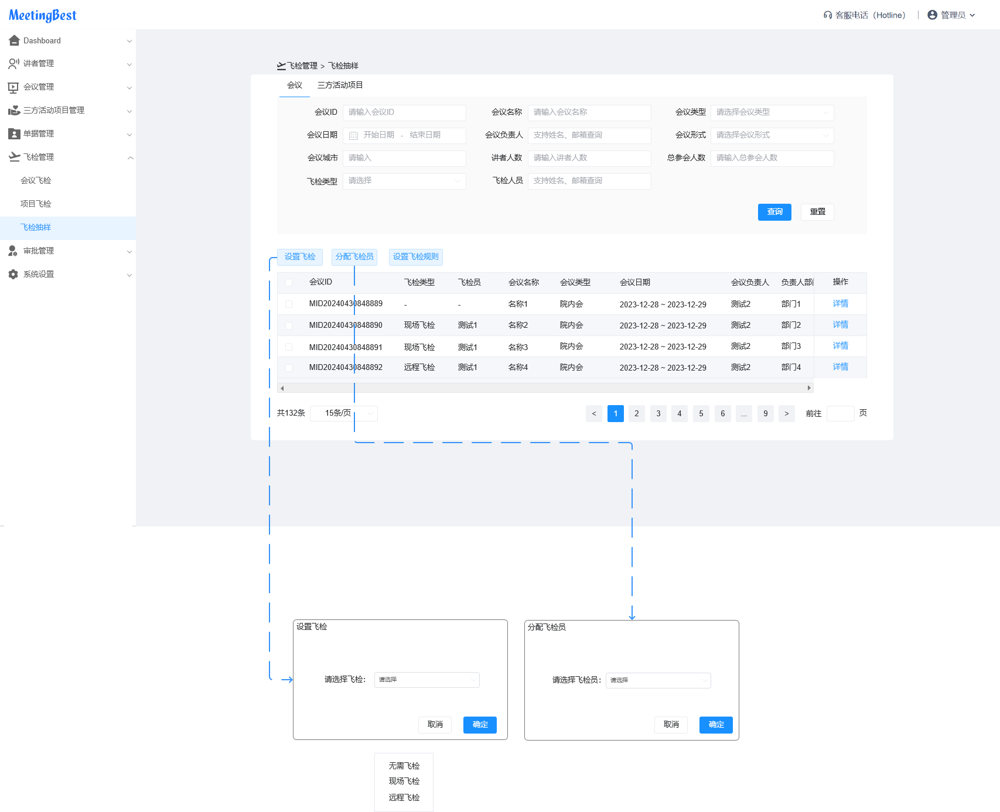 MeetingBest
客服电话（Hotline） | 管理员
Dashboard
讲者管理
会议管理
三方活动项目管理
单据管理
飞检管理
会议飞检
项目飞检
飞检抽样
审批管理
系统设置
飞检管理 > 飞检抽样
会议 三方活动项目
会议ID 请输入会议ID 会议名称 请输入会议名称 会议类型 请选择会议类型
会议日期 开始日期 - 结束日期 会议负责人 支持姓名、邮箱查询 会议形式 请选择会议形式
会议城市 请输入 讲者人数 请输入讲者人数 总参会人数 请输入总参会人数
飞检类型 请选择 飞检人员 支持姓名、邮箱查询
查询 重置
设置飞检 分配飞检员 设置飞检规则
会议ID 飞检类型 飞检员 会议名称 会议类型 会议日期 会议负责人 负责人部门 操作
MID20240430848889 - - 名称1 院内会 2023-12-28 ~ 2023-12-29 测试2 部门1 详情
MID20240430848890 现场飞检 测试1 名称2 院内会 2023-12-28 ~ 2023-12-29 测试2 部门2 详情
MID20240430848891 现场飞检 测试1 名称3 院内会 2023-12-28 ~ 2023-12-29 测试2 部门3 详情
MID20240430848892 远程飞检 测试1 名称4 院内会 2023-12-28 ~ 2023-12-29 测试2 部门4 详情
共132条 15条/页 < 1 2 3 4 5 6 ... 9 > 前往 页
设置飞检
请选择飞检： 请选择
取消 确定
分配飞检员
请选择飞检员： 请选择
取消 确定
无需飞检
现场飞检
远程飞检